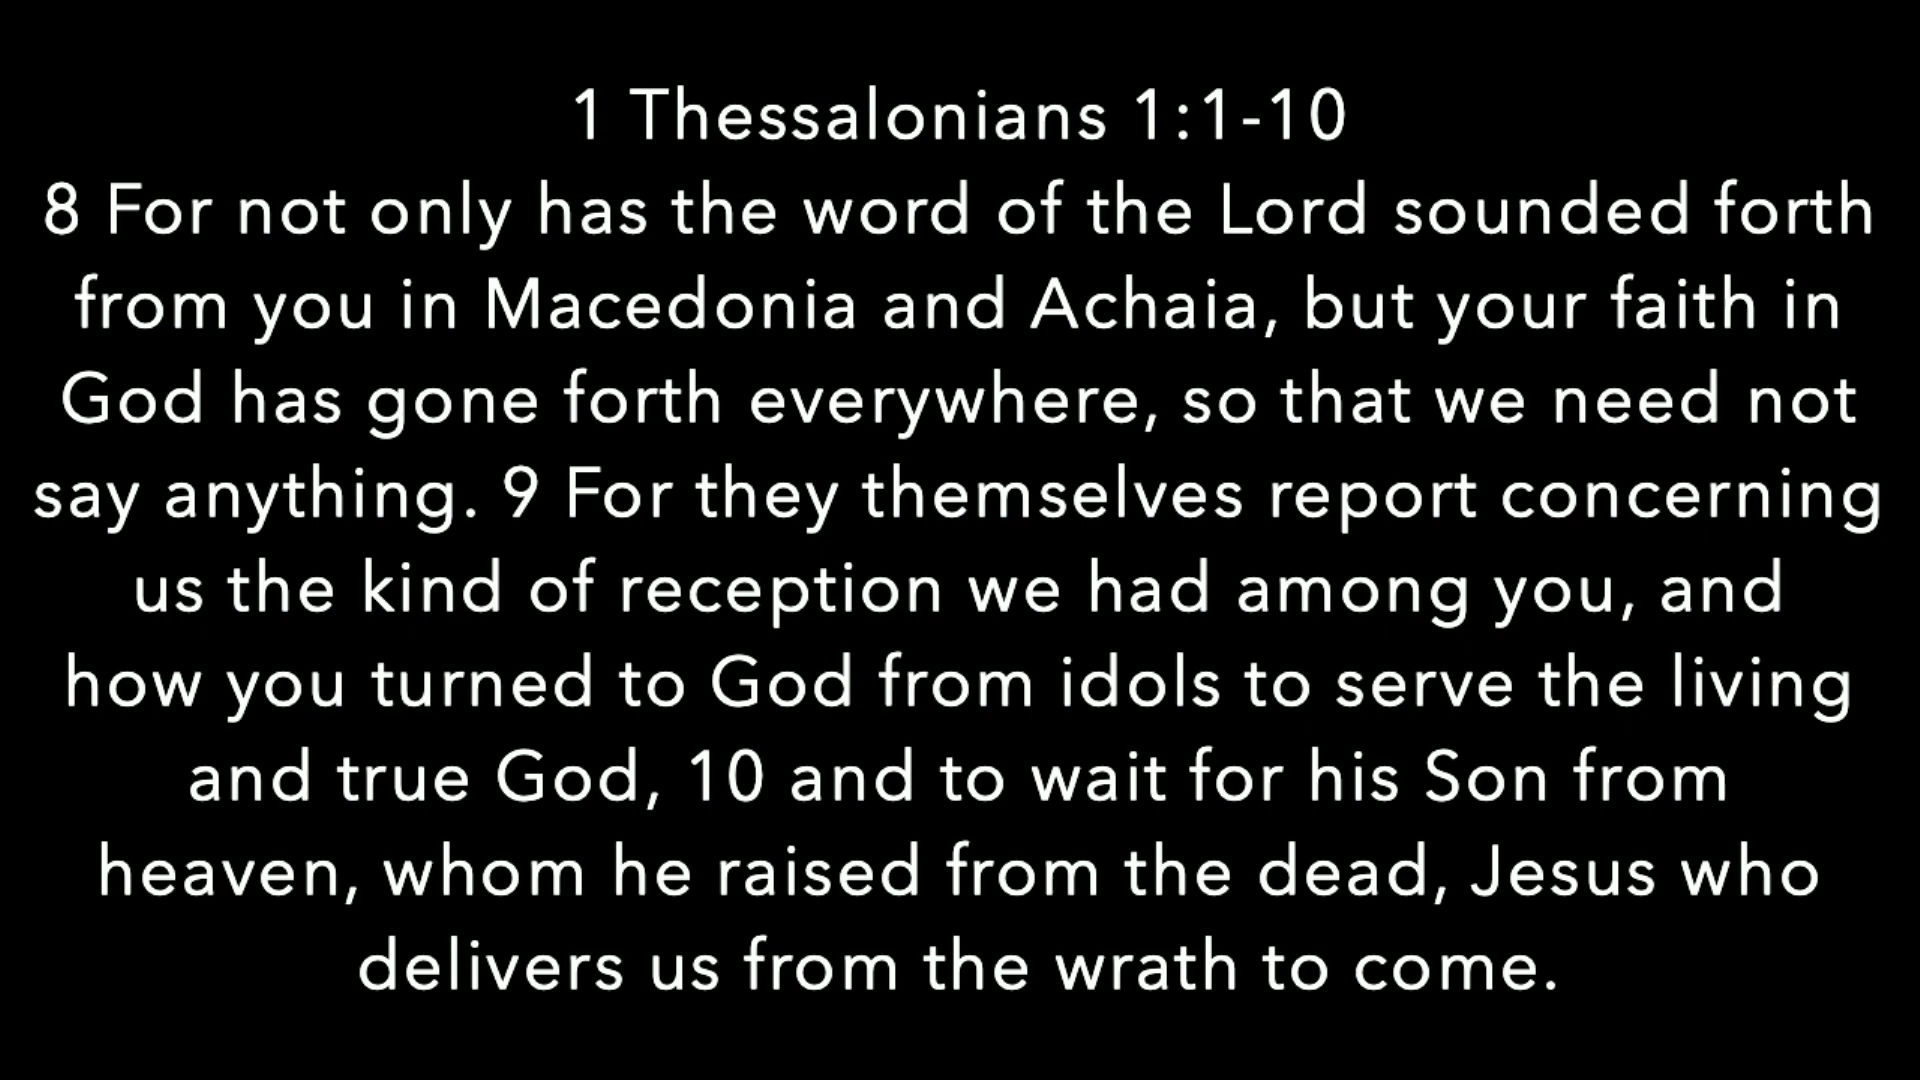 1 Thessalonians 1:1-10
8 For not only has the word of the Lord sounded forth
from you in Macedonia and Achaia, but your faith in
God has gone forth everywhere, so that we need not
say anything. 9 For they themselves report concerning
us the kind of reception we had among you, and
how you turned to God from idols to serve the living
and true God, 10 and to wait for his Son from
heaven, whom he raised from the dead, Jesus who
delivers us from the wrath to come.